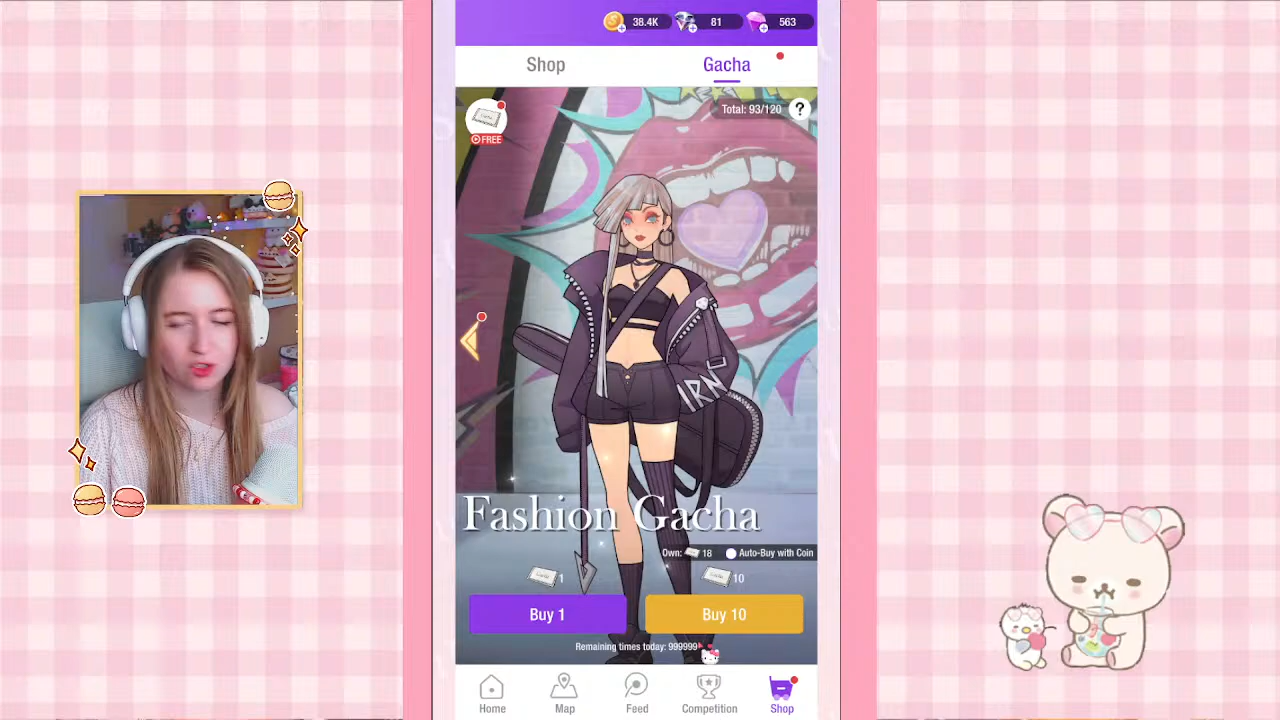 38.4K 81 563
Shop Gacha
Total: 93/120 ?
FREE
Fashion Gacha
Own: 18 Auto-Buy with Coin
1 10
Buy 1 Buy 10
Remaining times today: 999999
Home Map Feed Competition Shop